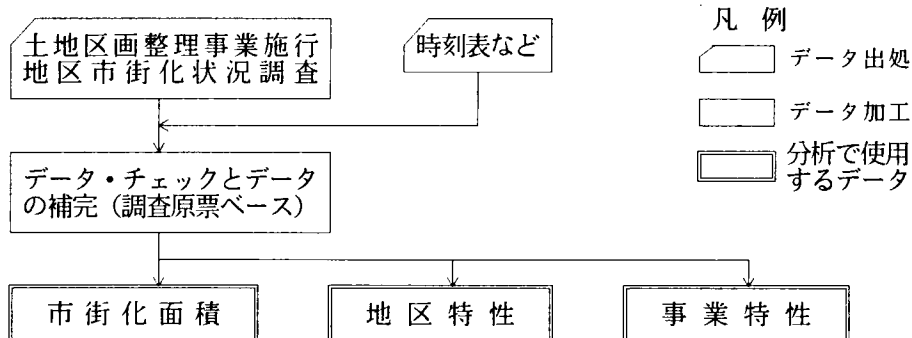 土地区画整理事業施行
地区市街化状況調査
時刻表など
データ・チェックとデータ
の補完（調査原票ベース）
市街化面積
地区特性
事業特性
凡例
データ出処
データ加工
分析で使用
するデータ